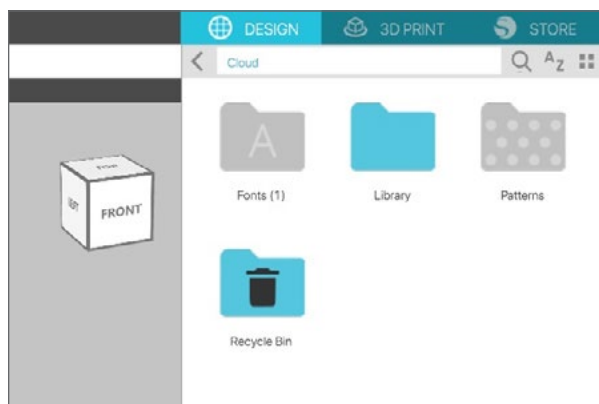 DESIGN
3D PRINT
STORE
Cloud
A Z
A
Fonts (1)
Library
Patterns
FRONT
Recycle Bin